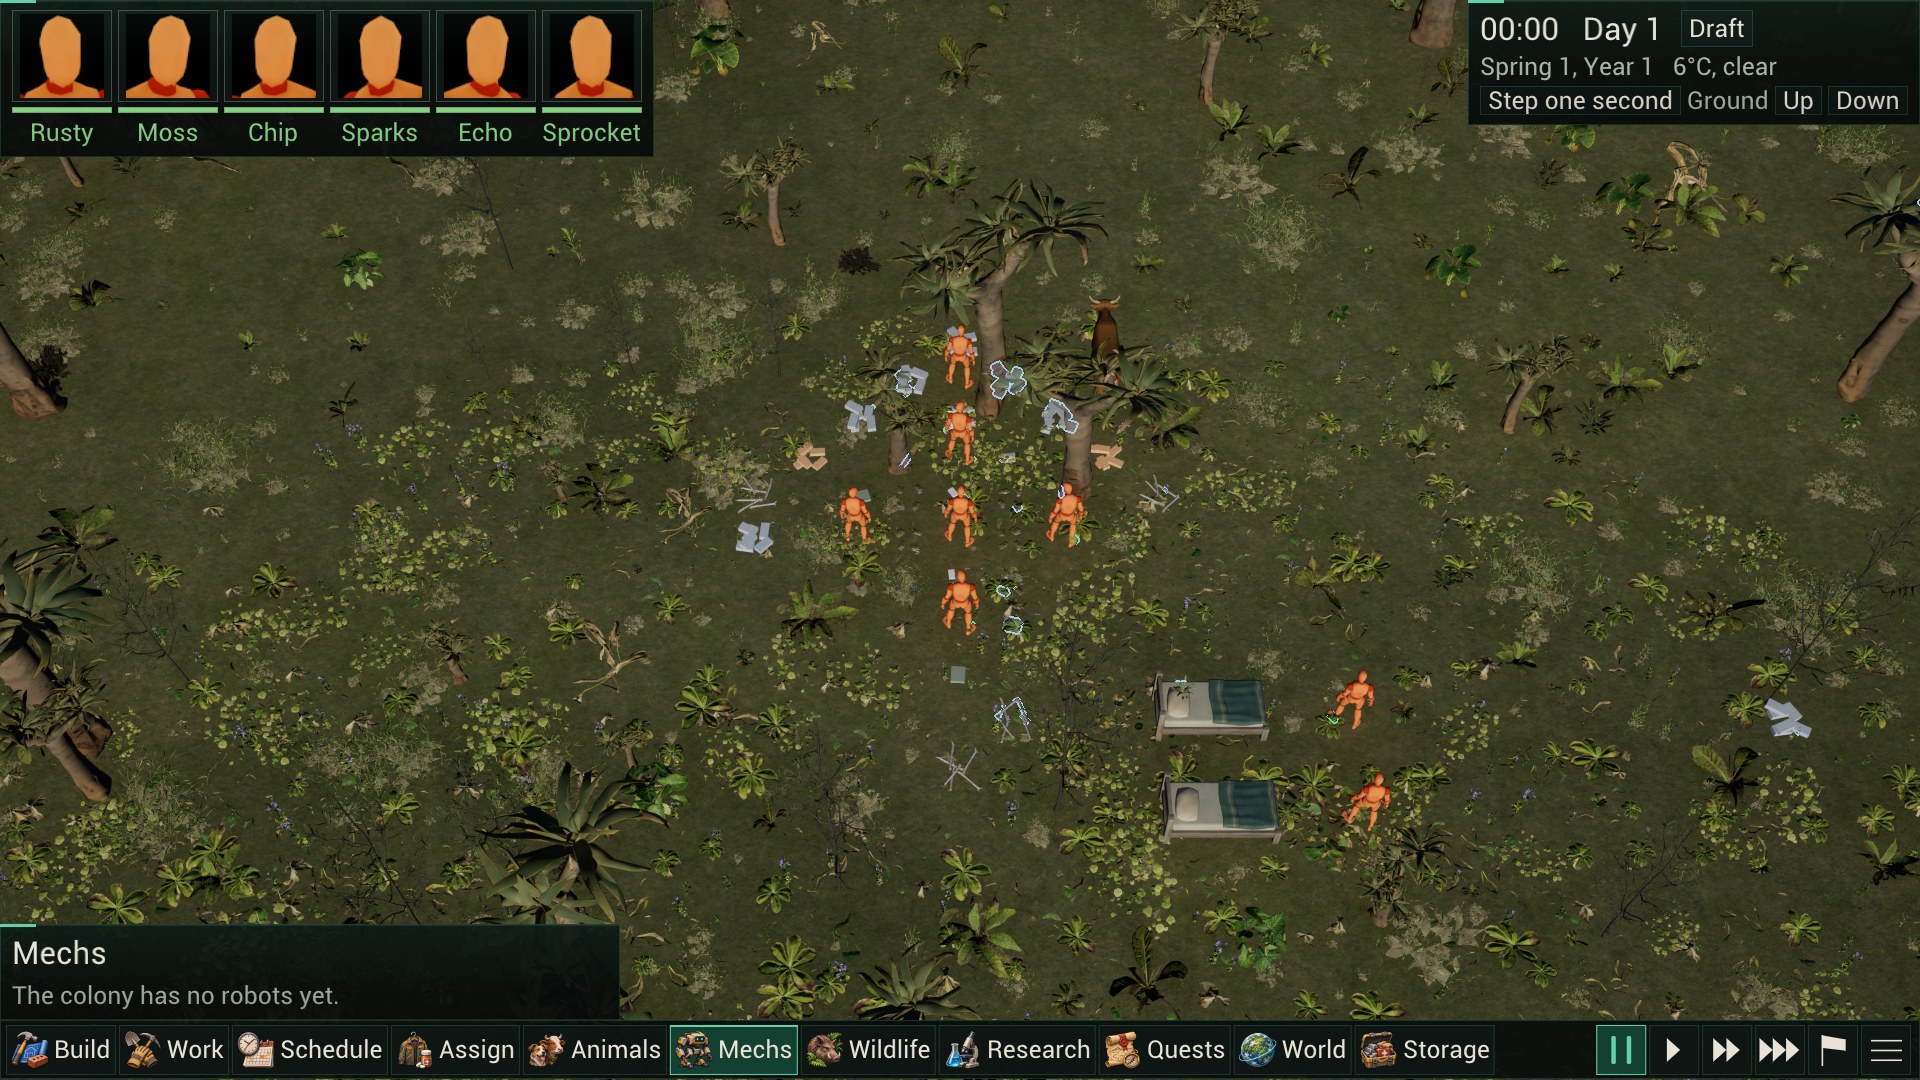 Rusty Moss Chip Sparks Echo Sprocket
00:00 Day 1 Draft
Spring 1, Year 1 6°C, clear
Step one second Ground Up Down
Mechs
The colony has no robots yet.
Build Work Schedule Assign Animals Mechs Wildlife Research Quests World Storage